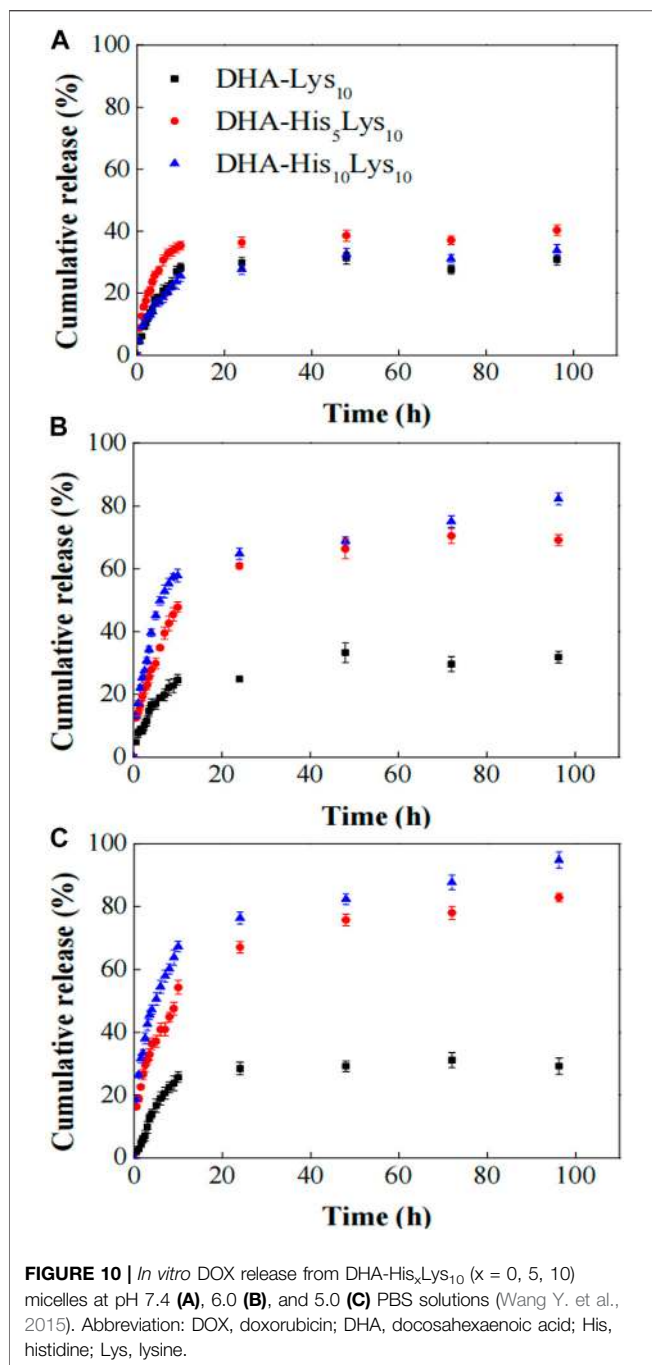 A
100
80
60
40
20
0
Cumulative release (%)
DHA-Lys₁₀
DHA-His₅Lys₁₀
DHA-His₁₀Lys₁₀
0 20 40 60 80 100
Time (h)
B
100
80
60
40
20
0
Cumulative release (%)
0 20 40 60 80 100
Time (h)
C
100
80
60
40
20
0
Cumulative release (%)
0 20 40 60 80 100
Time (h)
FIGURE 10 | In vitro DOX release from DHA-HisₓLys₁₀ (x = 0, 5, 10)
micelles at pH 7.4 (A), 6.0 (B), and 5.0 (C) PBS solutions (Wang Y. et al.,
2015). Abbreviation: DOX, doxorubicin; DHA, docosahexaenoic acid; His,
histidine; Lys, lysine.